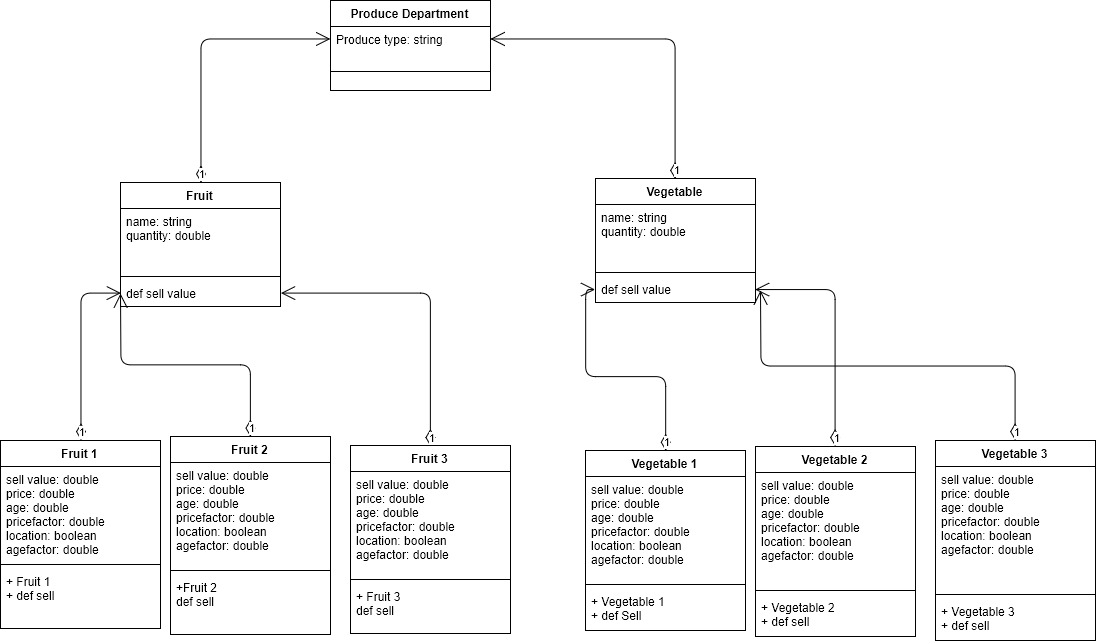 Produce Department
Produce type: string
1
1
Fruit
name: string
quantity: double
def sell value
Vegetable
name: string
quantity: double
def sell value
1
1
1
1
1
1
Fruit 1
sell value: double
price: double
age: double
pricefactor: double
location: boolean
agefactor: double
+ Fruit 1
+ def sell
Fruit 2
sell value: double
price: double
age: double
pricefactor: double
location: boolean
agefactor: double
+Fruit 2
def sell
Fruit 3
sell value: double
price: double
age: double
pricefactor: double
location: boolean
agefactor: double
+ Fruit 3
def sell
Vegetable 1
sell value: double
price: double
age: double
pricefactor: double
location: boolean
agefactor: double
+ Vegetable 1
+ def Sell
Vegetable 2
sell value: double
price: double
age: double
pricefactor: double
location: boolean
agefactor: double
+ Vegetable 2
+ def sell
Vegetable 3
sell value: double
price: double
age: double
pricefactor: double
location: boolean
agefactor: double
+ Vegetable 3
+ def sell